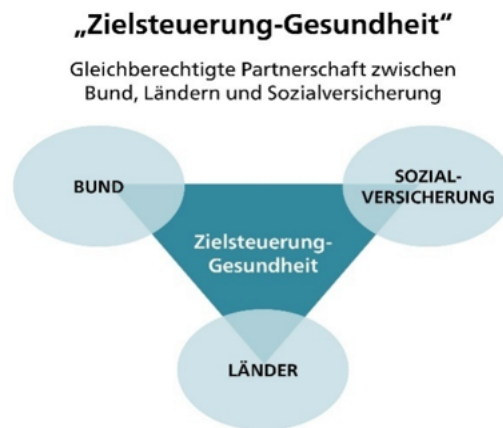 „Zielsteuerung-Gesundheit“
Gleichberechtigte Partnerschaft zwischen
Bund, Ländern und Sozialversicherung
BUND
SOZIAL-
VERSICHERUNG
Zielsteuerung-
Gesundheit
LÄNDER